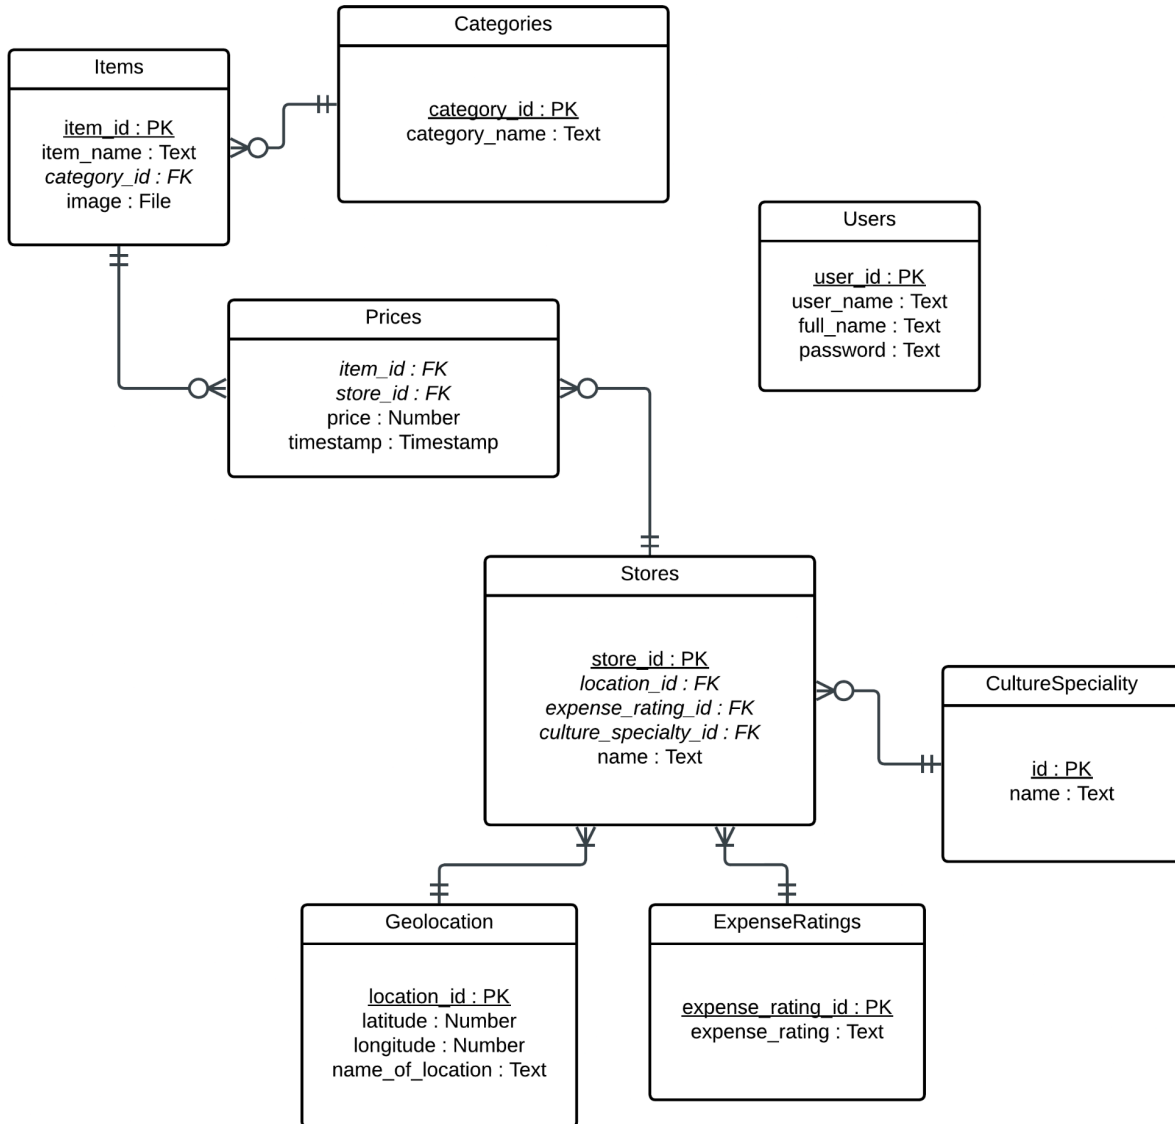 Categories
category_id : PK
category_name : Text
Items
item_id : PK
item_name : Text
category_id : FK
image : File
Users
user_id : PK
user_name : Text
full_name : Text
password : Text
Prices
item_id : FK
store_id : FK
price : Number
timestamp : Timestamp
Stores
store_id : PK
location_id : FK
expense_rating_id : FK
culture_specialty_id : FK
name : Text
CultureSpeciality
id : PK
name : Text
Geolocation
location_id : PK
latitude : Number
longitude : Number
name_of_location : Text
ExpenseRatings
expense_rating_id : PK
expense_rating : Text